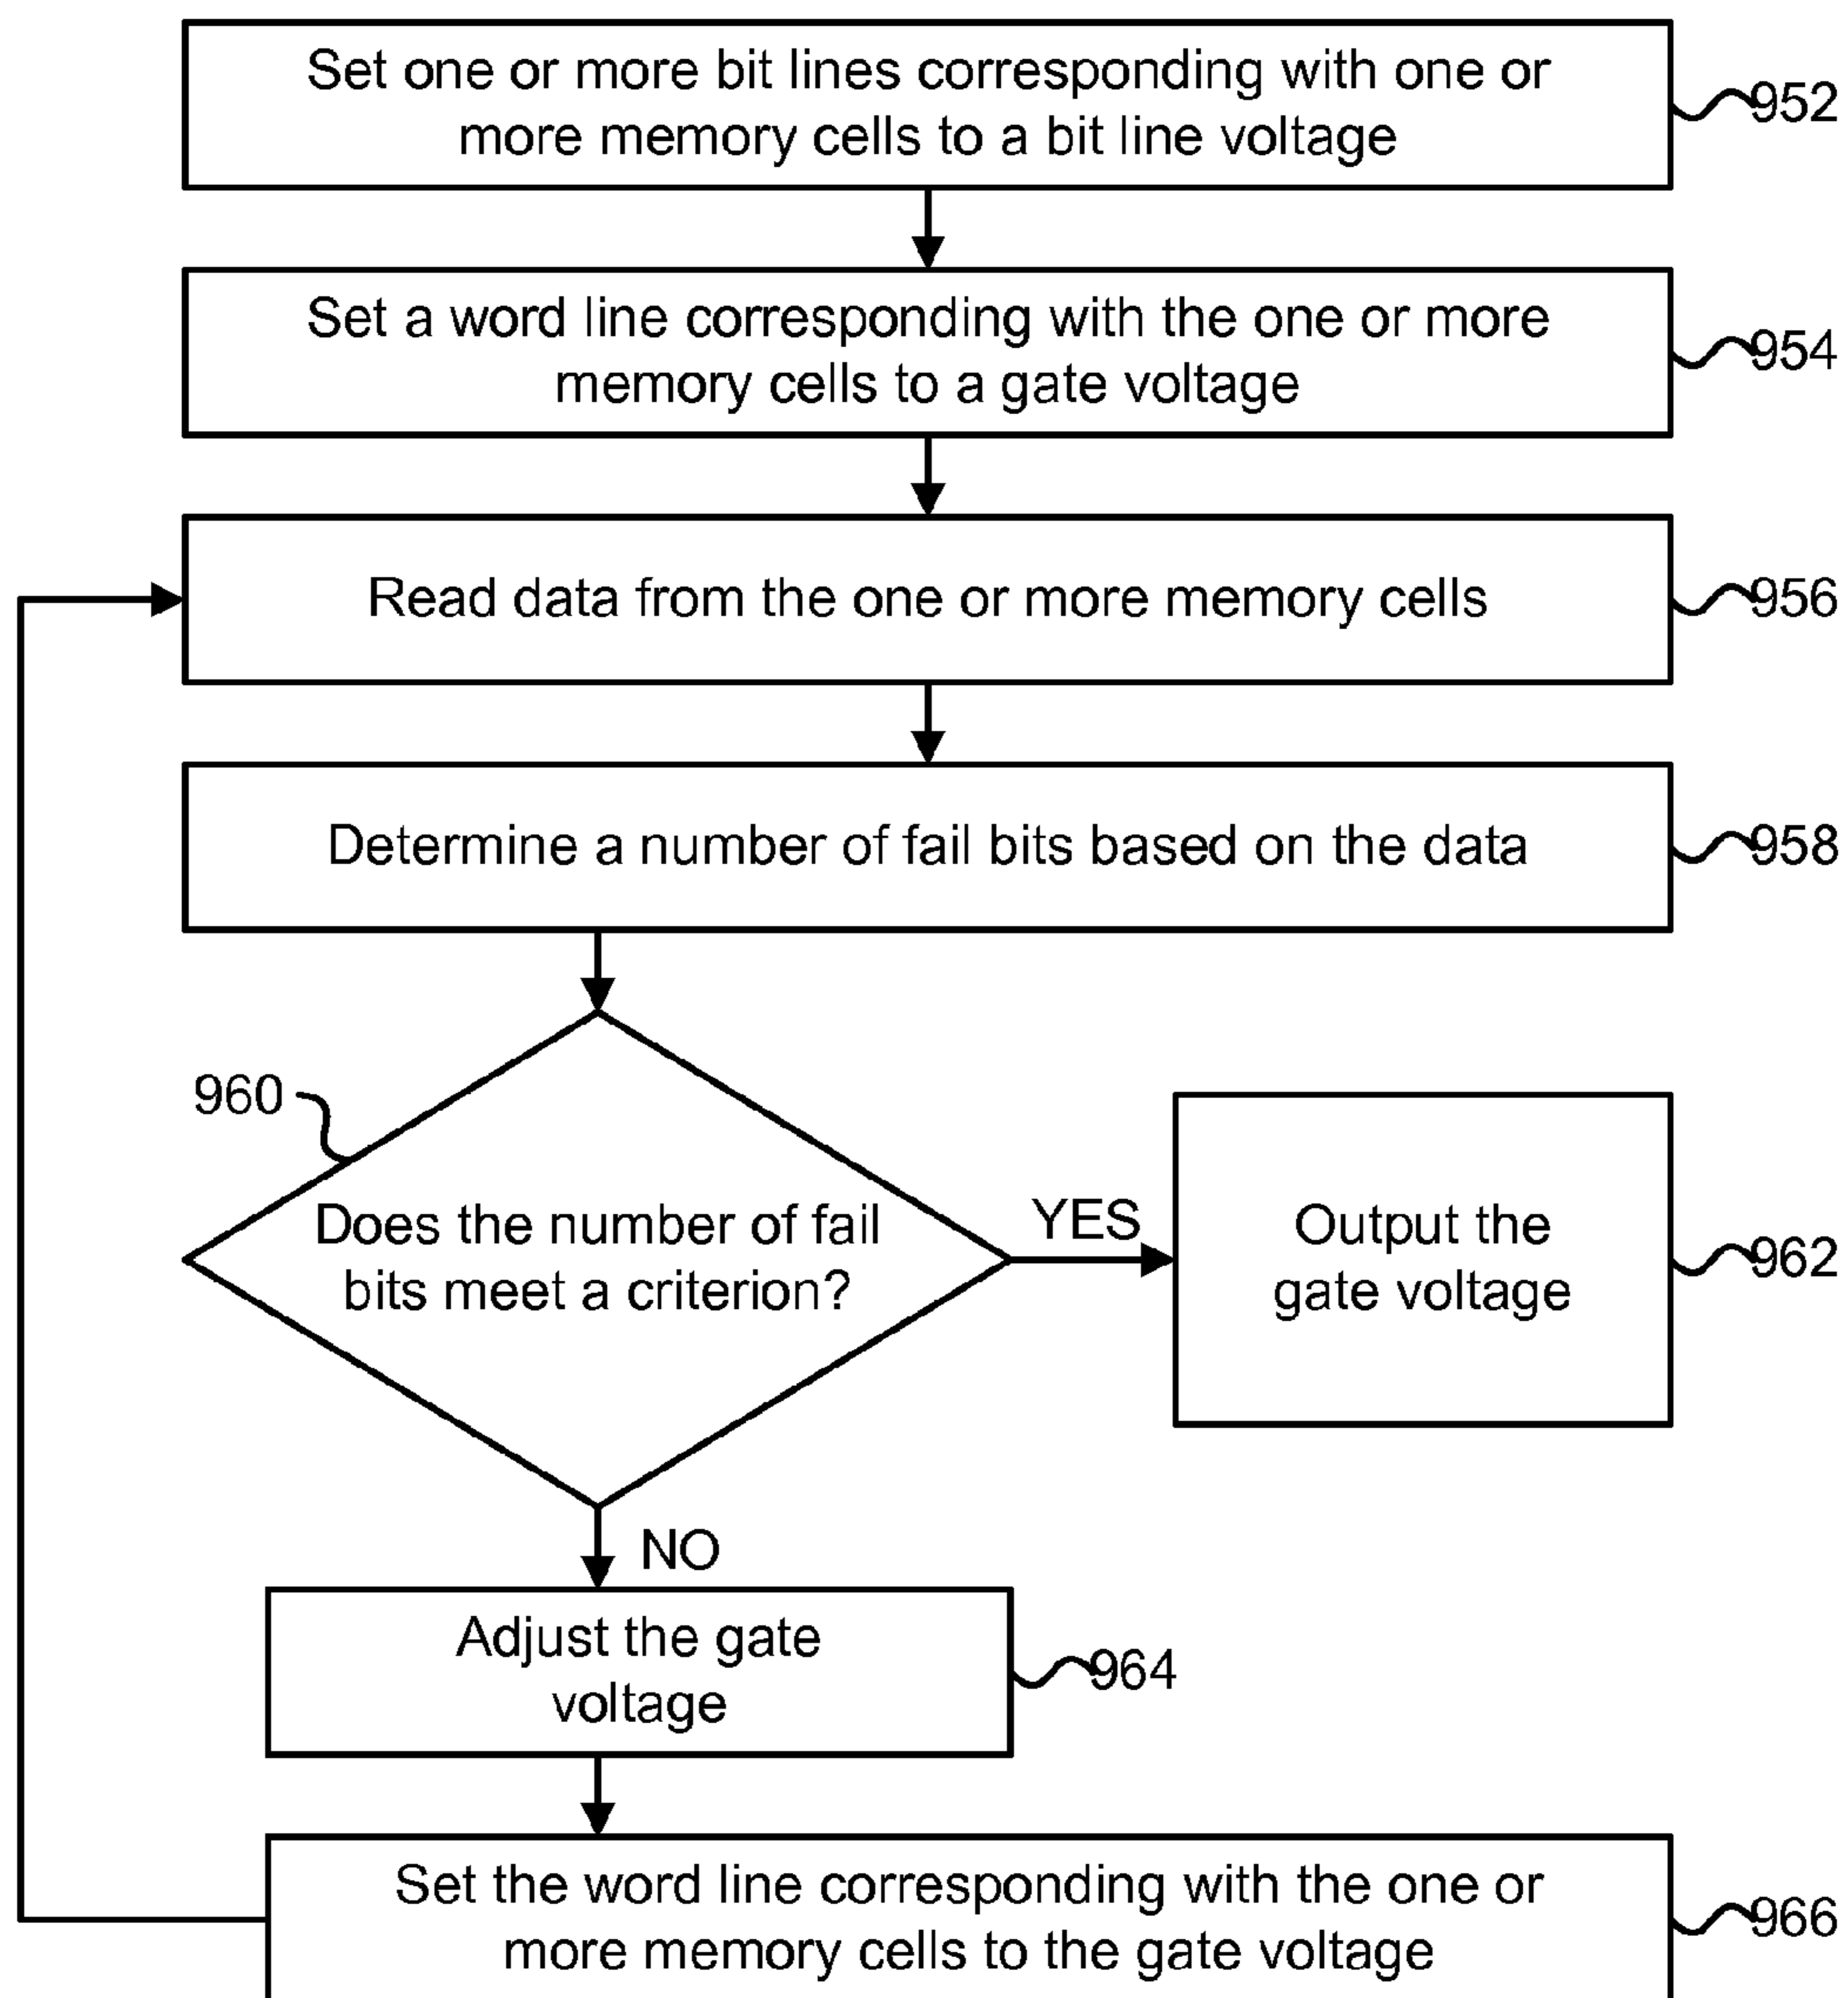 Set one or more bit lines corresponding with one or
more memory cells to a bit line voltage
952
Set a word line corresponding with the one or more
memory cells to a gate voltage
954
Read data from the one or more memory cells
956
Determine a number of fail bits based on the data
958
960
Does the number of fail
bits meet a criterion?
YES
Output the
gate voltage
962
NO
Adjust the gate
voltage
964
Set the word line corresponding with the one or
more memory cells to the gate voltage
966